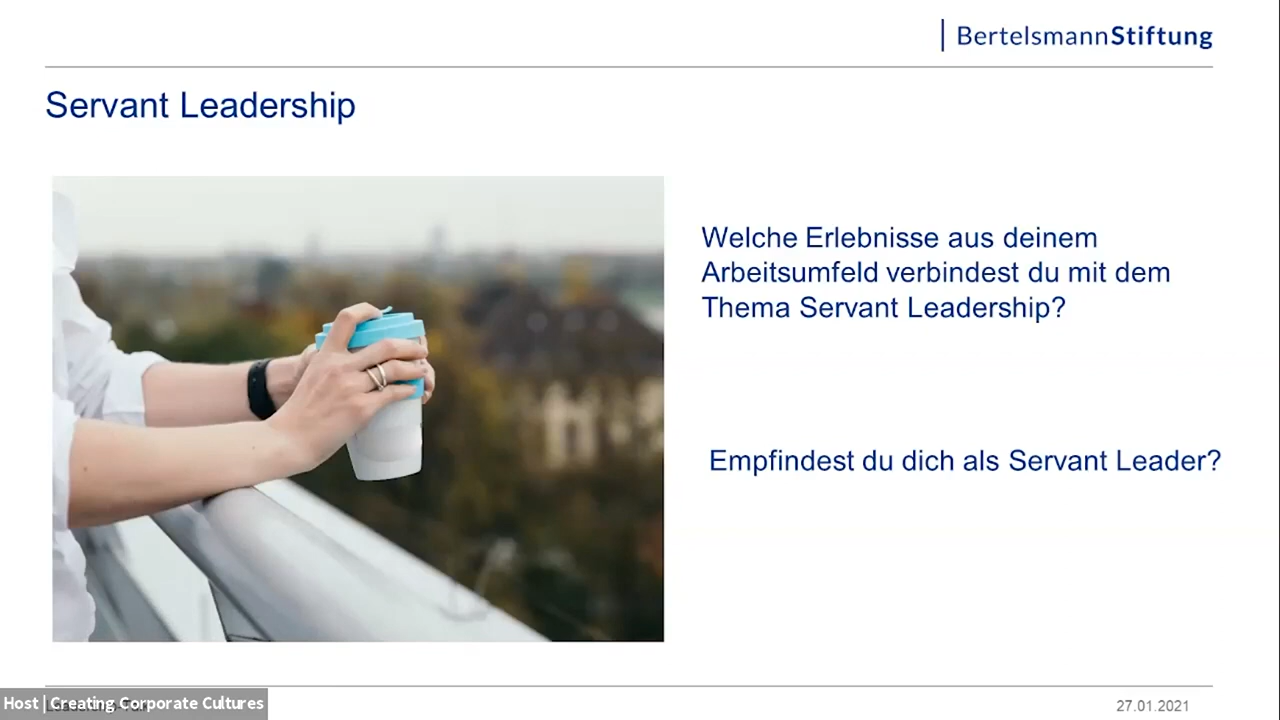 BertelsmannStiftung
Servant Leadership
Welche Erlebnisse aus deinem
Arbeitsumfeld verbindest du mit dem
Thema Servant Leadership?
Empfindest du dich als Servant Leader?
Host | Creating Corporate Cultures
27.01.2021